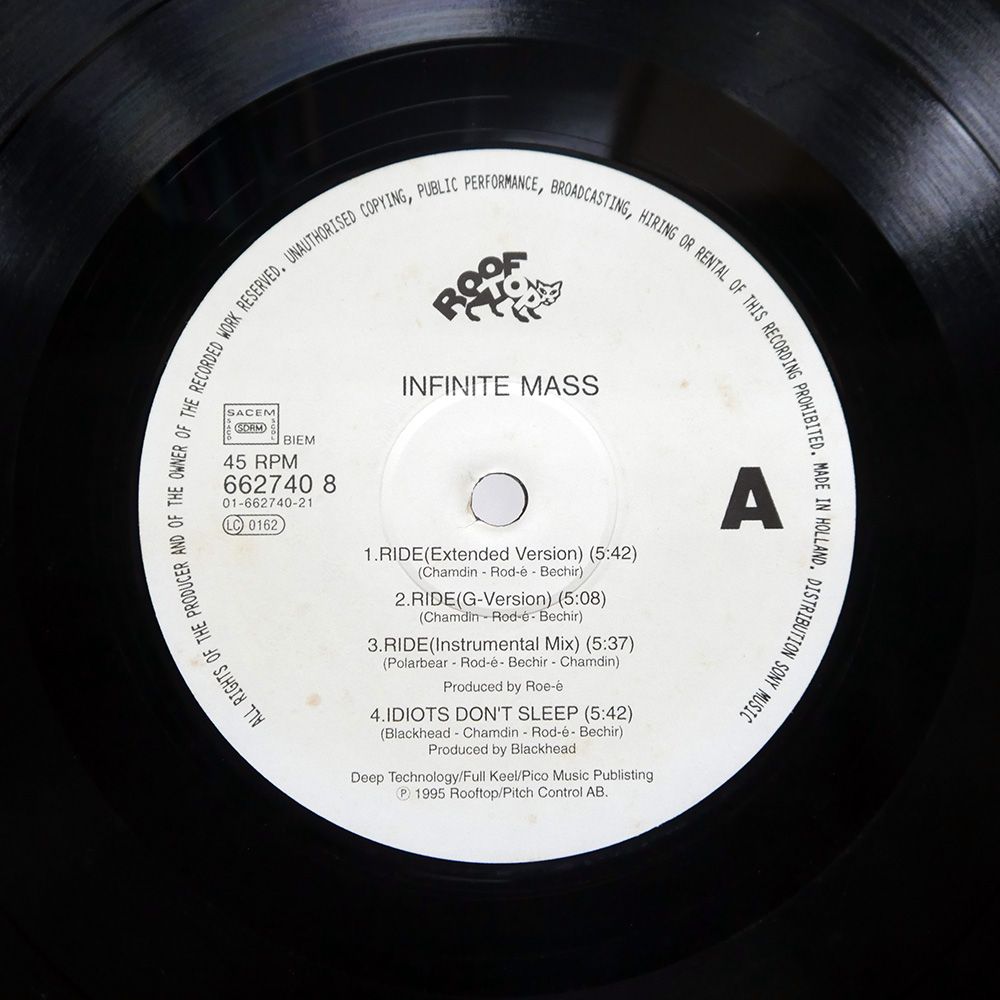 ALL RIGHTS OF THE PRODUCER AND OF THE OWNER OF THE RECORDED WORK RESERVED. UNAUTHORISED COPYING, PUBLIC PERFORMANCE, BROADCASTING, HIRING OR RENTAL OF THIS RECORDING PROHIBITED. MADE IN HOLLAND. DISTRIBUTION SONY MUSIC
ROOF
TOP
INFINITE MASS
SACEM
SACD
SDRM
SGDL
BIEM
45 RPM
662740 8
01-662740-21
LC 0162
A
1.RIDE(Extended Version) (5:42)
(Chamdin - Rod-é - Bechir)
2.RIDE(G-Version) (5:08)
(Chamdin - Rod-é- Bechir)
3.RIDE(Instrumental Mix) (5:37)
(Polarbear - Rod-é- Bechir - Chamdin)
Produced by Roe-é
4.IDIOTS DON'T SLEEP (5:42)
(Blackhead - Chamdin - Rod-é- Bechir)
Produced by Blackhead
Deep Technology/Full Keel/Pico Music Publisting
℗ 1995 Rooftop/Pitch Control AB.